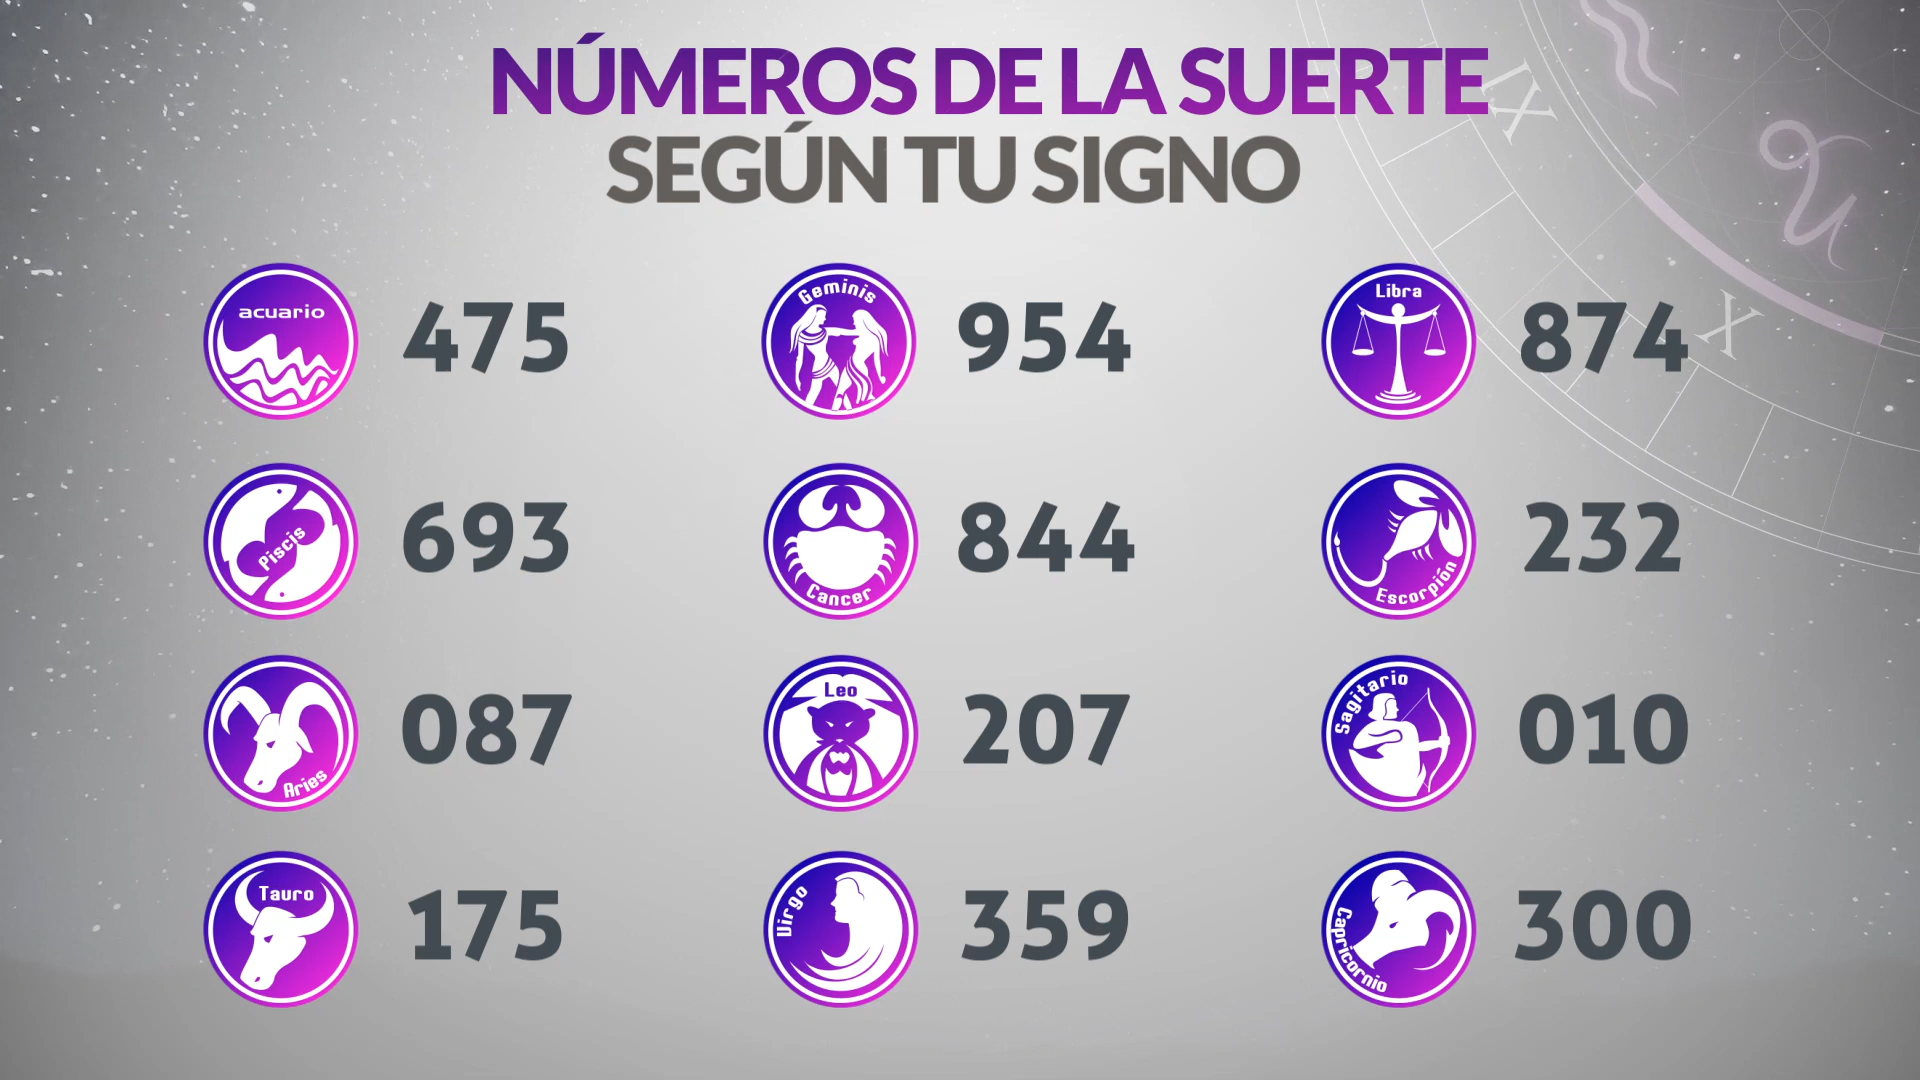 NÚMEROS DE LA SUERTE
SEGÚN TU SIGNO
acuario 475
Geminis 954
Libra 874
Piscis 693
Cancer 844
Escorpión 232
Aries 087
Leo 207
Sagitario 010
Tauro 175
Virgo 359
Capricornio 300